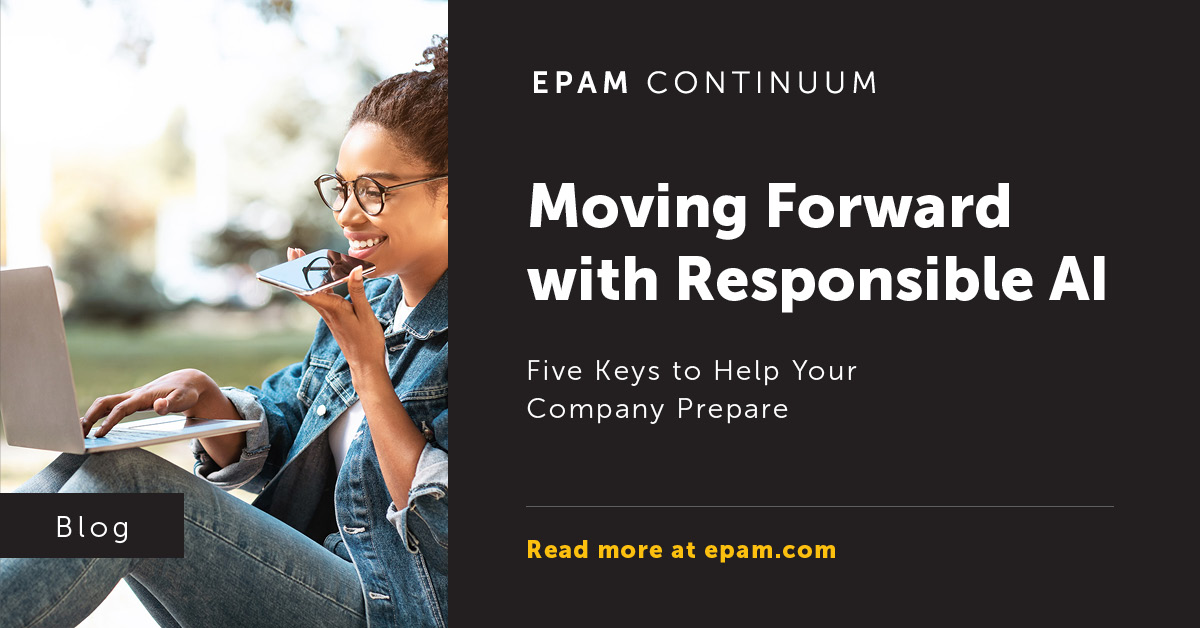 EPAM CONTINUUM
Moving Forward
with Responsible AI
Five Keys to Help Your
Company Prepare
Blog
Read more at epam.com